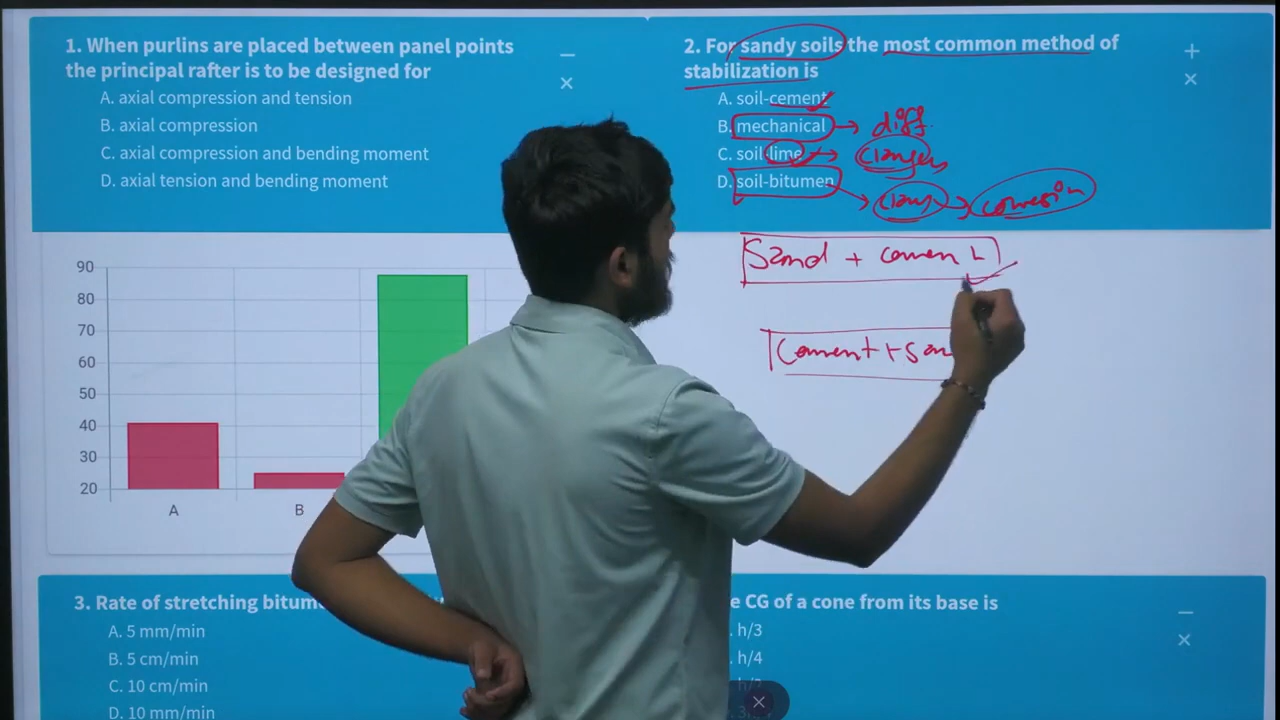 1. When purlins are placed between panel points
the principal rafter is to be designed for
A. axial compression and tension
B. axial compression
C. axial compression and bending moment
D. axial tension and bending moment
2. For sandy soils the most common method of
stabilization is
A. soil-cement
B. mechanical → diff.
C. soil-lime →
D. soil-bitumen →
Sand + cement
Cement + San
90
80
70
60
50
40
30
20
A
B
3. Rate of stretching bitum
A. 5 mm/min
B. 5 cm/min
C. 10 cm/min
D. 10 mm/min
e CG of a cone from its base is
. h/3
. h/4